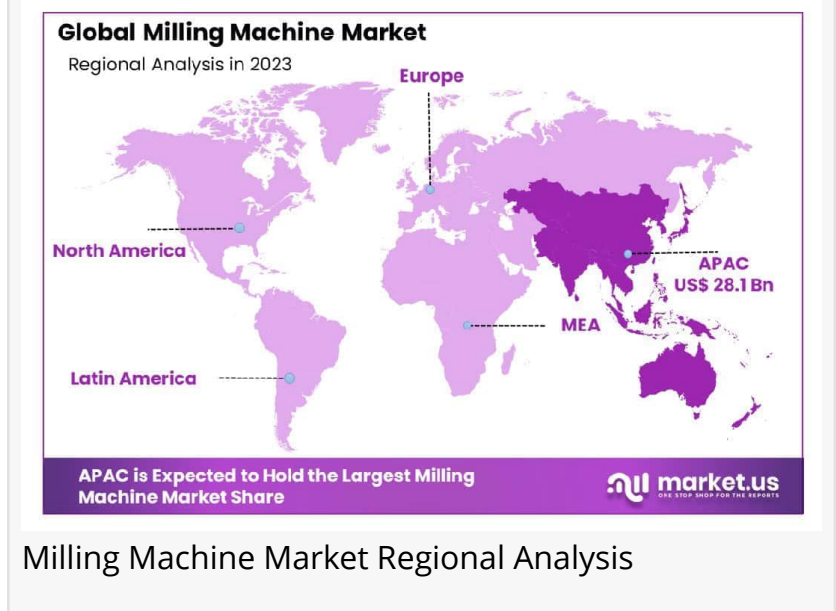 Global Milling Machine Market
Regional Analysis in 2023
Europe
North America
APAC
US$ 28.1 Bn
MEA
Latin America
APAC is Expected to Hold the Largest Milling
Machine Market Share
market.us
ONE STOP SHOP FOR THE REPORTS
Milling Machine Market Regional Analysis